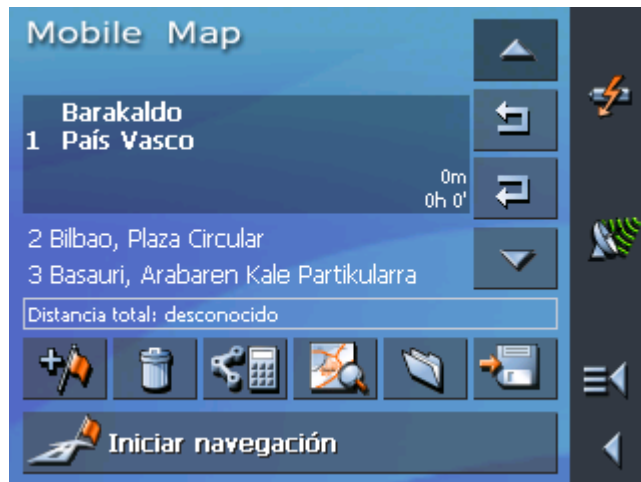 Mobile Map
Barakaldo
1 País Vasco
0m
0h 0'
2 Bilbao, Plaza Circular
3 Basauri, Arabaren Kale Partikularra
Distancia total: desconocido
Iniciar navegación